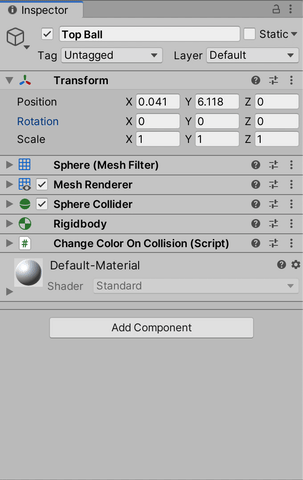 Inspector
Top Ball
Static
Tag Untagged Layer Default
Transform
Position X 0.041 Y 6.118 Z 0
Rotation X 0 Y 0 Z 0
Scale X 1 Y 1 Z 1
Sphere (Mesh Filter)
Mesh Renderer
Sphere Collider
Rigidbody
# Change Color On Collision (Script)
Default-Material
Shader Standard
Add Component